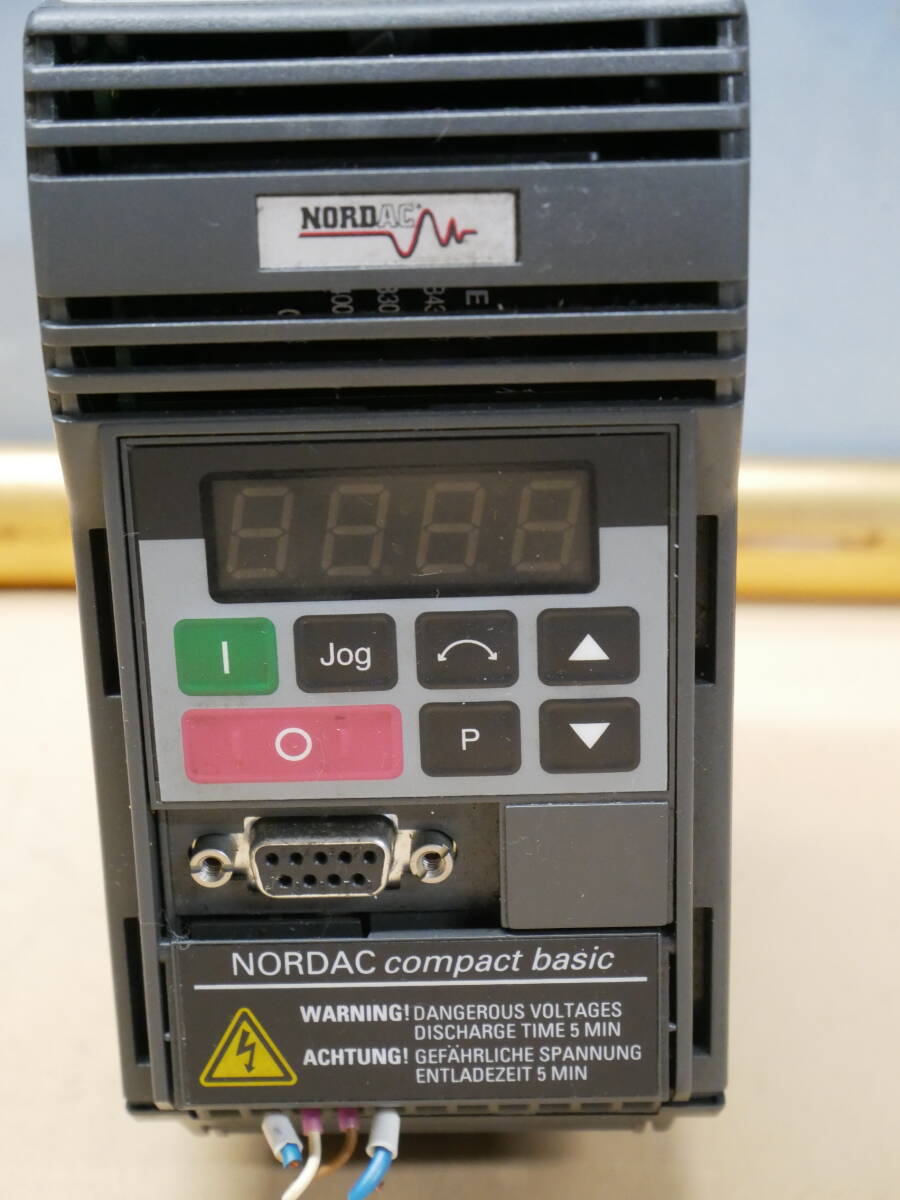 NORDAC
I
Jog
O
P
NORDAC compact basic
WARNING! DANGEROUS VOLTAGES
DISCHARGE TIME 5 MIN
ACHTUNG! GEFÄHRLICHE SPANNUNG
ENTLADEZEIT 5 MIN